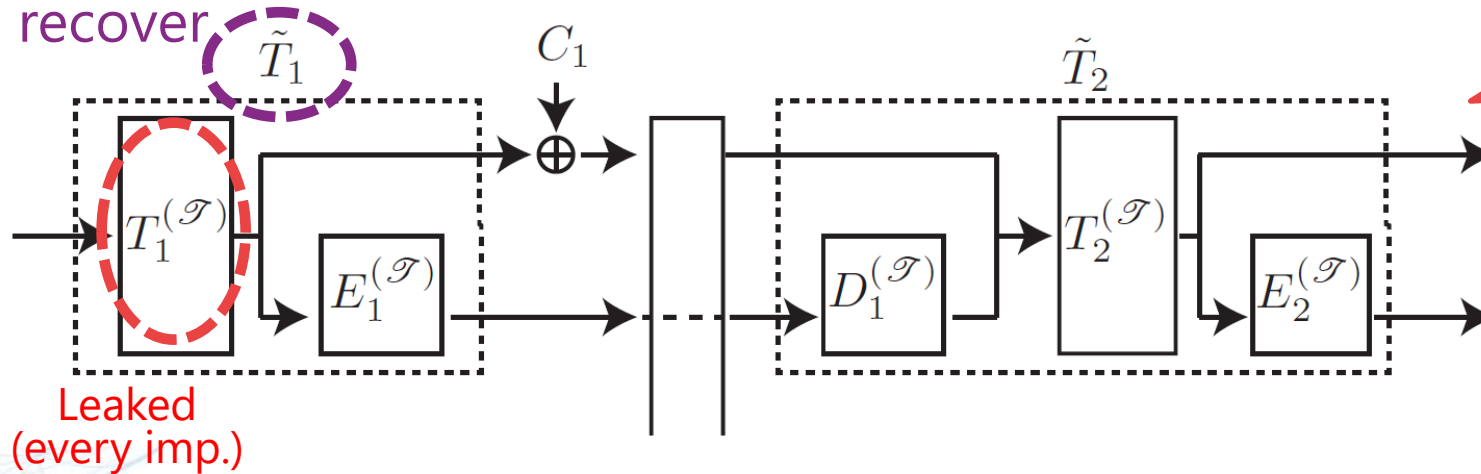 recover
T̃₁
C₁
T̃₂
T₁^(𝒯)
E₁^(𝒯)
D₁^(𝒯)
T₂^(𝒯)
E₂^(𝒯)
Leaked
(every imp.)